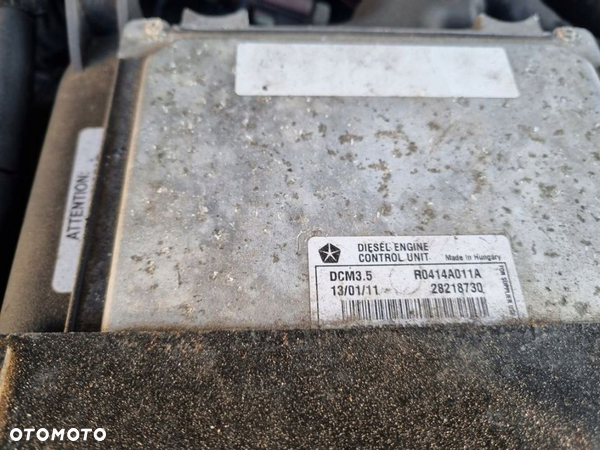 ATTENTION:
DIESEL ENGINE
CONTROL UNIT Made in Hungary
DCM3.5 R0414A011A
13/01/11 28218730
OTOMOTO